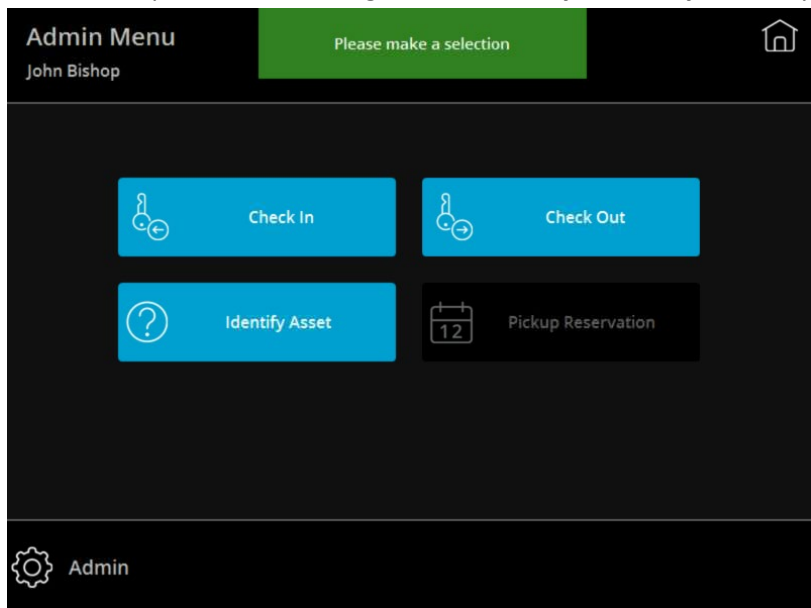 Admin Menu
John Bishop
Please make a selection
Check In
Check Out
Identify Asset
12
Pickup Reservation
Admin